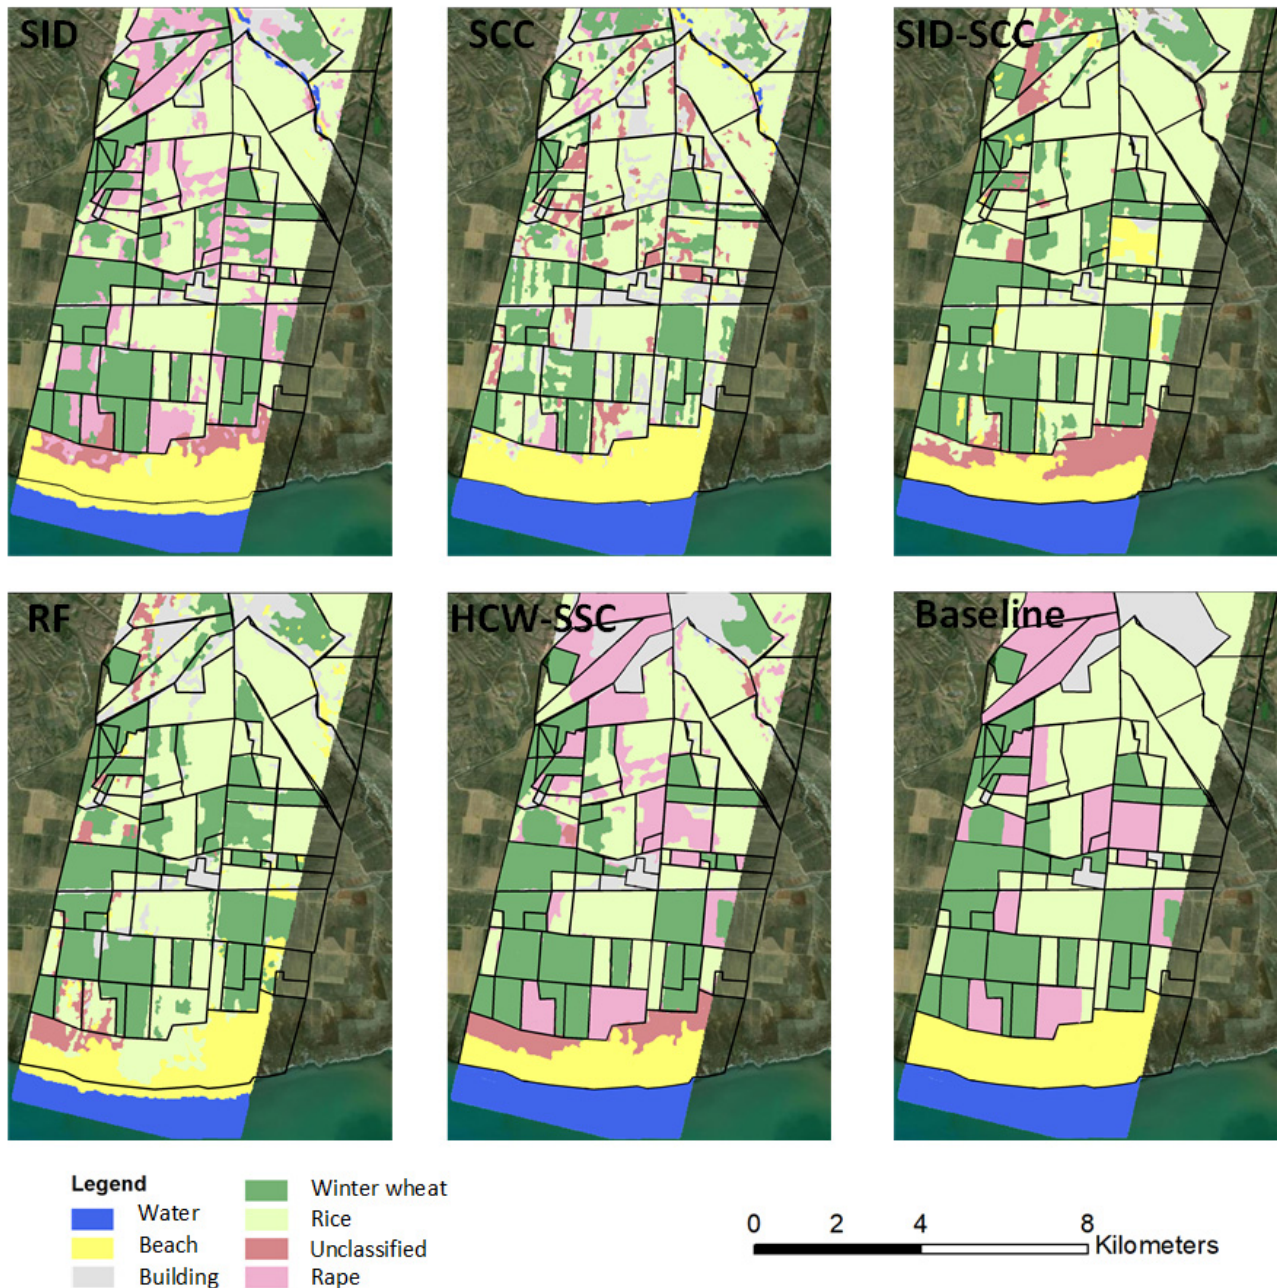 SID
SCC
SID-SCC
RF
HCW-SSC
Baseline
Legend
Water
Beach
Building
Winter wheat
Rice
Unclassified
Rape
0 2 4 8
Kilometers